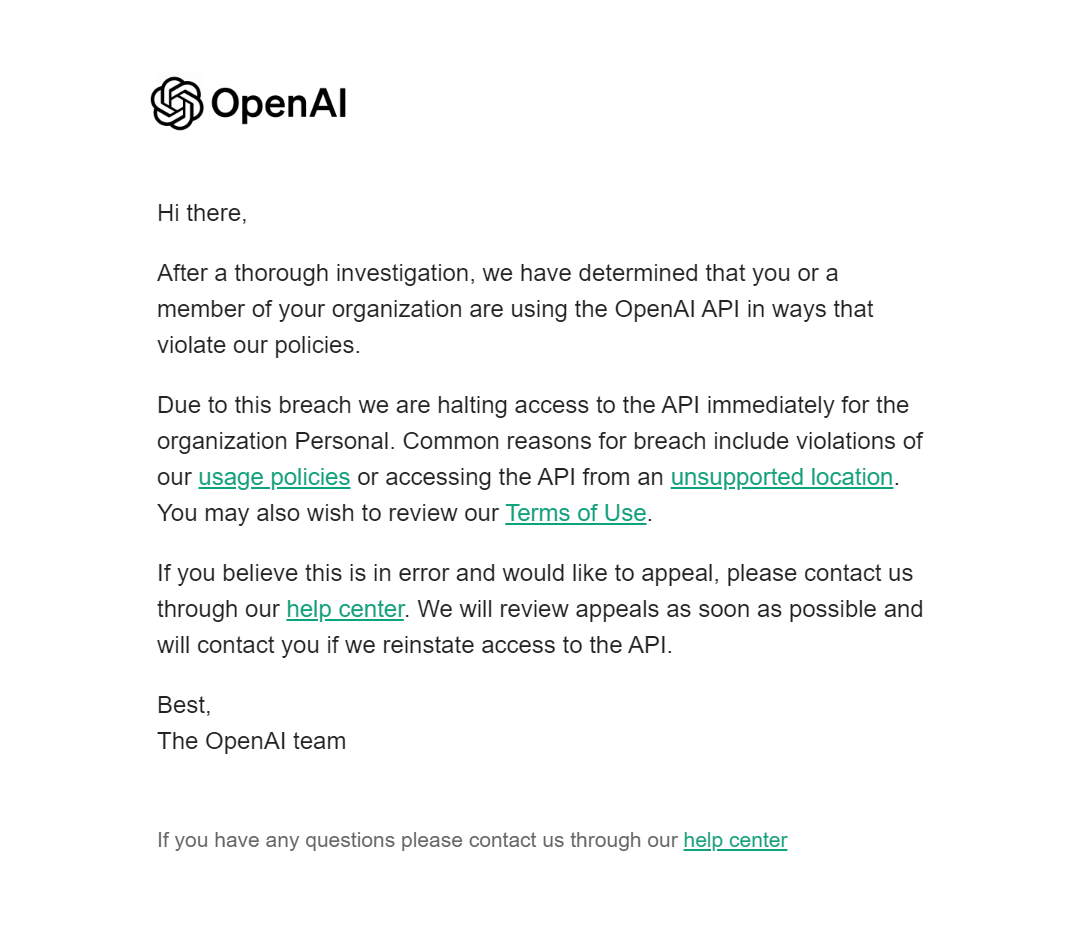 OpenAI
Hi there,
After a thorough investigation, we have determined that you or a
member of your organization are using the OpenAI API in ways that
violate our policies.
Due to this breach we are halting access to the API immediately for the
organization Personal. Common reasons for breach include violations of
our usage policies or accessing the API from an unsupported location.
You may also wish to review our Terms of Use.
If you believe this is in error and would like to appeal, please contact us
through our help center. We will review appeals as soon as possible and
will contact you if we reinstate access to the API.
Best,
The OpenAI team
If you have any questions please contact us through our help center